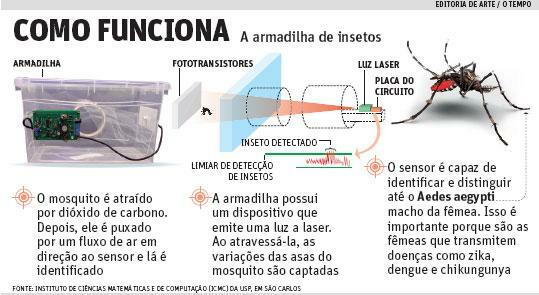 EDITORIA DE ARTE / O TEMPO
COMO FUNCIONA A armadilha de insetos
ARMADILHA
FOTOTRANSISTORES
LUZ LASER
PLACA DO
CIRCUITO
INSETO DETECTADO
LIMIAR DE DETECÇÃO
DE INSETOS
O mosquito é atraído
por dióxido de carbono.
Depois, ele é puxado
por um fluxo de ar em
direção ao sensor e lá é
identificado
A armadilha possui
um dispositivo que
emite uma luz a laser.
Ao atravessá-la, as
variações das asas do
mosquito são captadas
O sensor é capaz de
identificar e distinguir
até o Aedes aegypti
macho da fêmea. Isso é
importante porque são as
fêmeas que transmitem
doenças como zika,
dengue e chikungunya
FONTE: INSTITUTO DE CIÊNCIAS MATEMÁTICAS E DE COMPUTAÇÃO (ICMC) DA USP, EM SÃO CARLOS